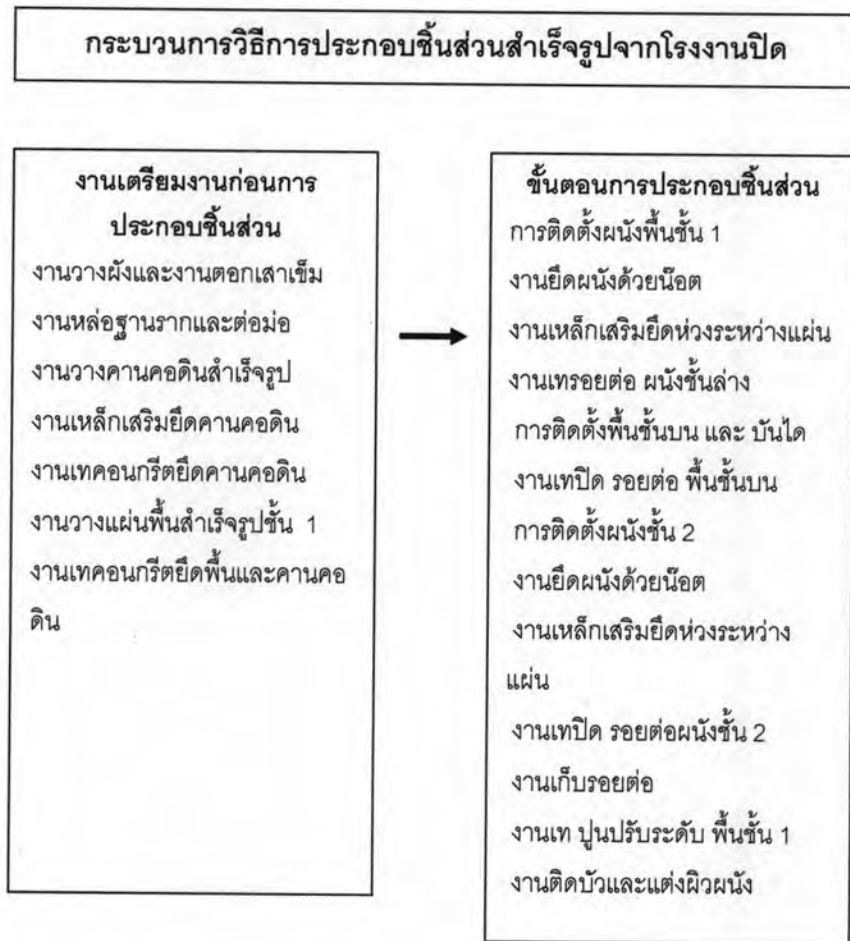 กระบวนการวิธีการประกอบชิ้นส่วนสำเร็จรูปจากโรงงานปิด
งานเตรียมงานก่อนการ
ประกอบชิ้นส่วน
งานวางผังและงานตอกเสาเข็ม
งานหล่อฐานรากและต่อม่อ
งานวางคานคอดินสำเร็จรูป
งานเหล็กเสริมยึดคานคอดิน
งานเทคอนกรีตยึดคานคอดิน
งานวางแผ่นพื้นสำเร็จรูปชั้น 1
งานเทคอนกรีตยึดพื้นและคานคอ
ดิน
ขั้นตอนการประกอบชิ้นส่วน
การติดตั้งผนังพื้นชั้น 1
งานยึดผนังด้วยน๊อต
งานเหล็กเสริมยึดห่วงระหว่างแผ่น
งานเทรอยต่อ ผนังชั้นล่าง
การติดตั้งพื้นชั้นบน และ บันได
งานเทปิด รอยต่อ พื้นชั้นบน
การติดตั้งผนังชั้น 2
งานยึดผนังด้วยน๊อต
งานเหล็กเสริมยึดห่วงระหว่าง
แผ่น
งานเทปิด รอยต่อผนังชั้น 2
งานเก็บรอยต่อ
งานเท ปูนปรับระดับ พื้นชั้น 1
งานติดบัวและแต่งผิวผนัง